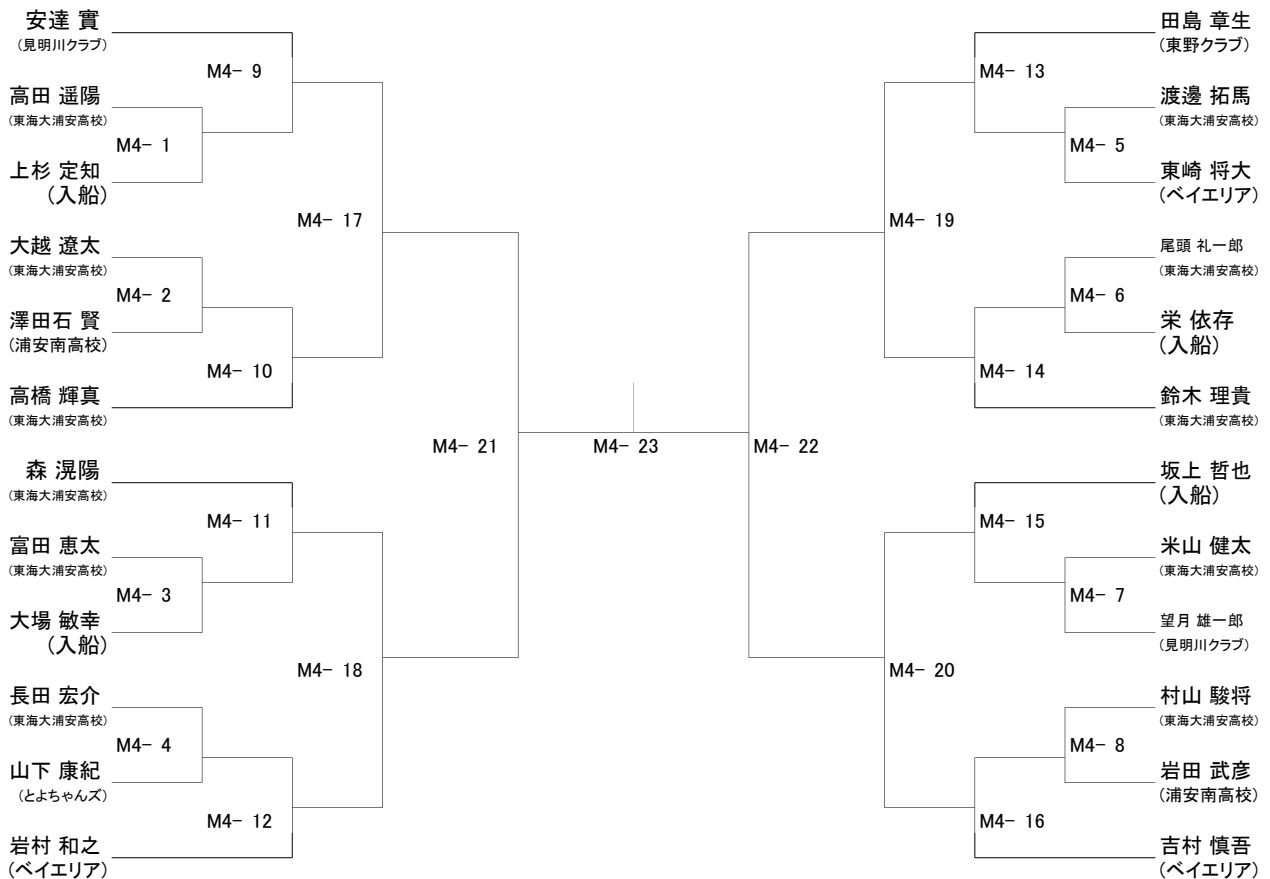 安達 實
(見明川クラブ)
M4- 9
高田 遥陽
(東海大浦安高校)
M4- 1
上杉 定知
(入船)
M4- 17
大越 遼太
(東海大浦安高校)
M4- 2
澤田石 賢
(浦安南高校)
M4- 10
高橋 輝真
(東海大浦安高校)
M4- 21
森 滉陽
(東海大浦安高校)
M4- 11
富田 恵太
(東海大浦安高校)
M4- 3
大場 敏幸
(入船)
M4- 18
長田 宏介
(東海大浦安高校)
M4- 4
山下 康紀
(とよちゃんズ)
M4- 12
岩村 和之
(ベイエリア)
M4- 23
田島 章生
(東野クラブ)
M4- 13
渡邊 拓馬
(東海大浦安高校)
M4- 5
東崎 将大
(ベイエリア)
M4- 19
尾頭 礼一郎
(東海大浦安高校)
M4- 6
栄 依存
(入船)
M4- 14
鈴木 理貴
(東海大浦安高校)
M4- 22
坂上 哲也
(入船)
M4- 15
米山 健太
(東海大浦安高校)
M4- 7
望月 雄一郎
(見明川クラブ)
M4- 20
村山 駿将
(東海大浦安高校)
M4- 8
岩田 武彦
(浦安南高校)
M4- 16
吉村 慎吾
(ベイエリア)